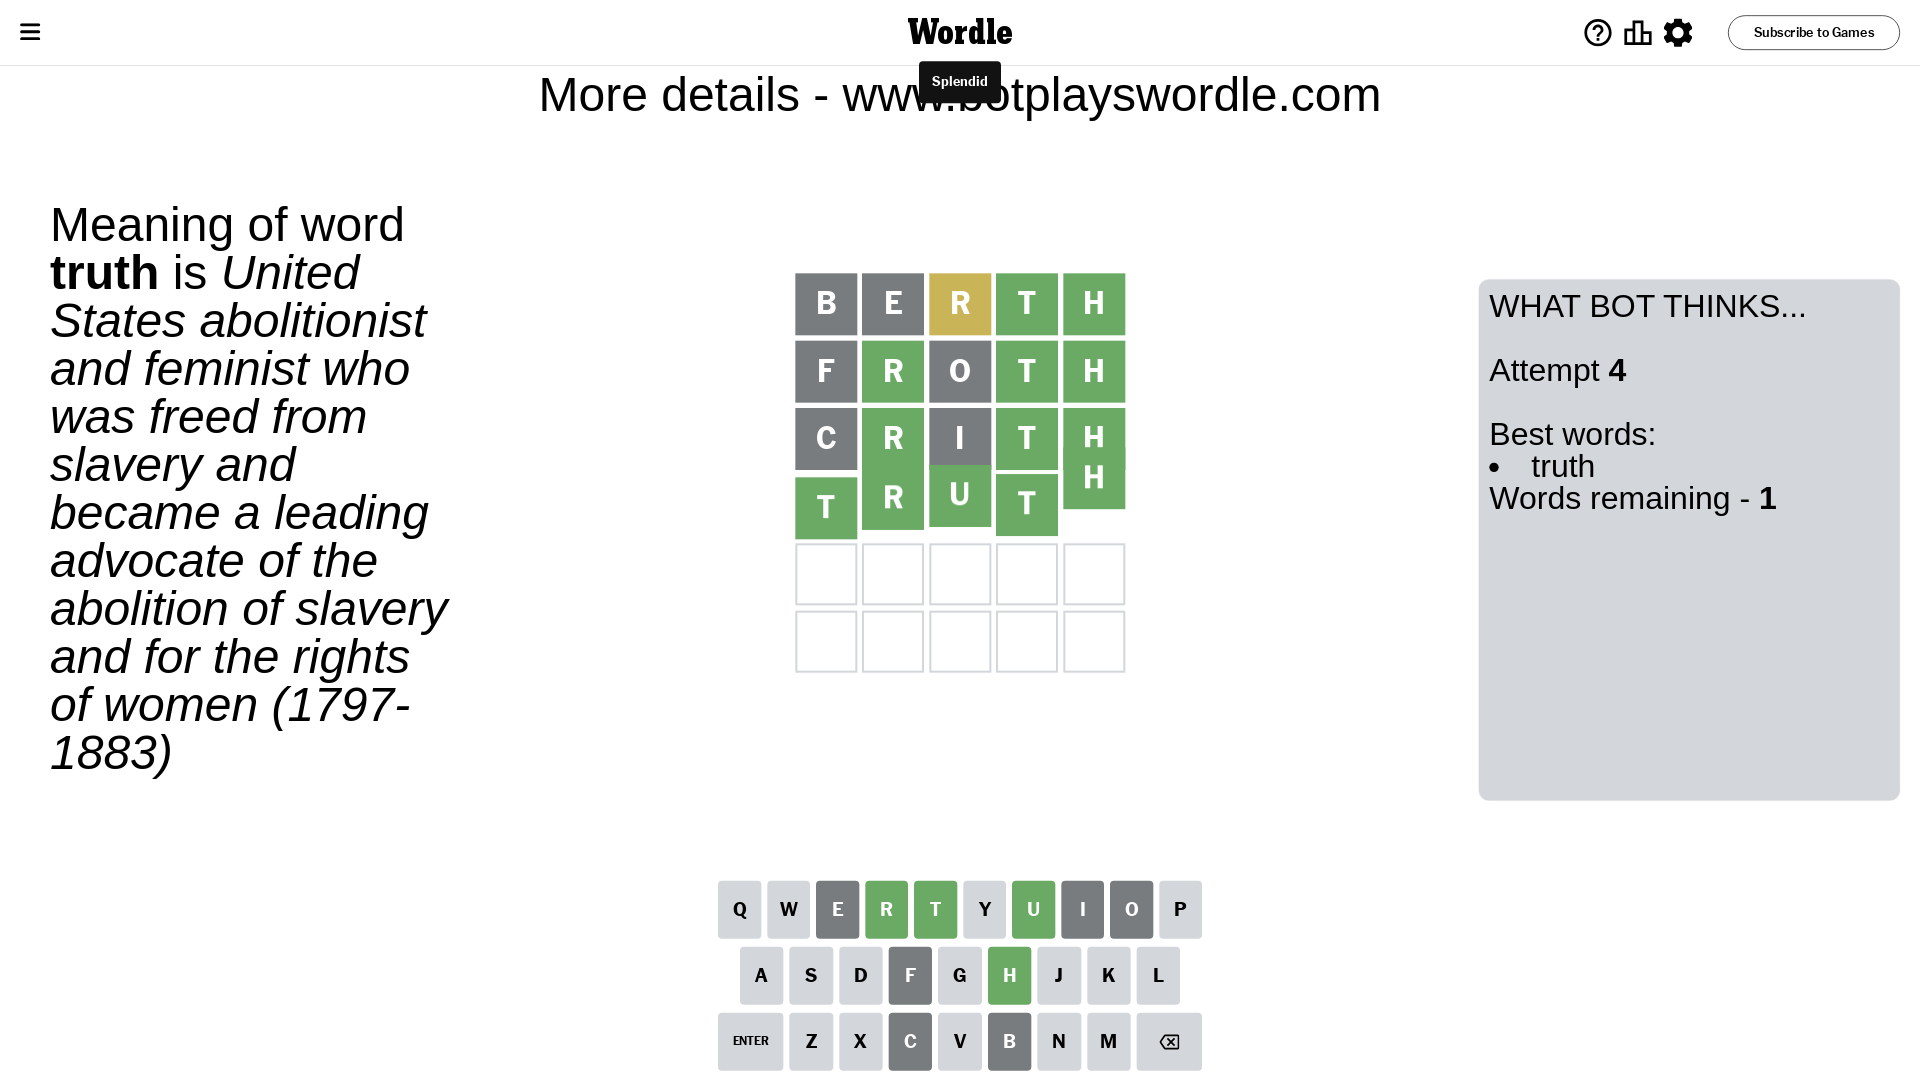 Wordle
Subscribe to Games
Splendid
More details - www.botplayswordle.com
Meaning of word
truth is United
States abolitionist
and feminist who
was freed from
slavery and
became a leading
advocate of the
abolition of slavery
and for the rights
of women (1797-
1883)
B E R T H
F R O T H
C R I T H
T R U T H
WHAT BOT THINKS...
Attempt 4
Best words:
• truth
Words remaining - 1
Q W E R T Y U I O P
A S D F G H J K L
ENTER Z X C V B N M